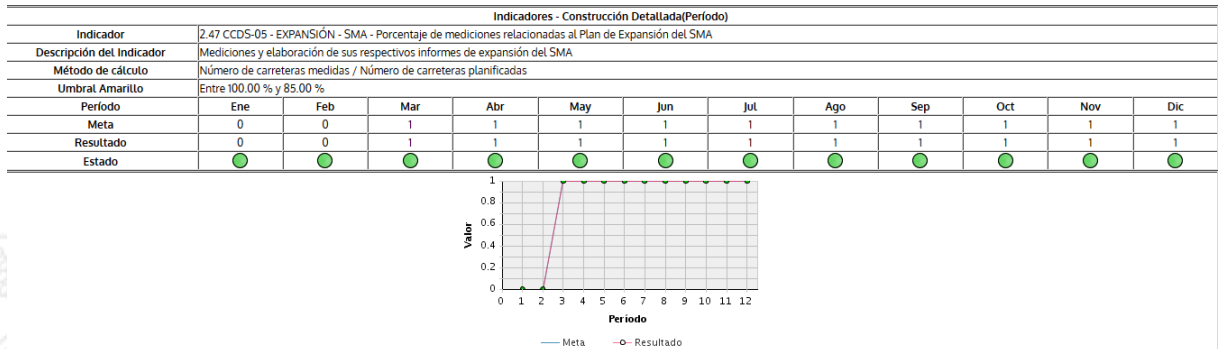 Indicadores - Construcción Detallada(Período)
Indicador 2.47 CCDS-05 - EXPANSIÓN - SMA - Porcentaje de mediciones relacionadas al Plan de Expansión del SMA
Descripción del Indicador Mediciones y elaboración de sus respectivos informes de expansión del SMA
Método de cálculo Número de carreteras medidas / Número de carreteras planificadas
Umbral Amarillo Entre 100.00 % y 85.00 %
Período Ene Feb Mar Abr May Jun Jul Ago Sep Oct Nov Dic
Meta 0 0 1 1 1 1 1 1 1 1 1 1
Resultado 0 0 1 1 1 1 1 1 1 1 1 1
Estado
1
0.8
0.6
0.4
0.2
0
Valor
0 1 2 3 4 5 6 7 8 9 10 11 12
Período
Meta Resultado